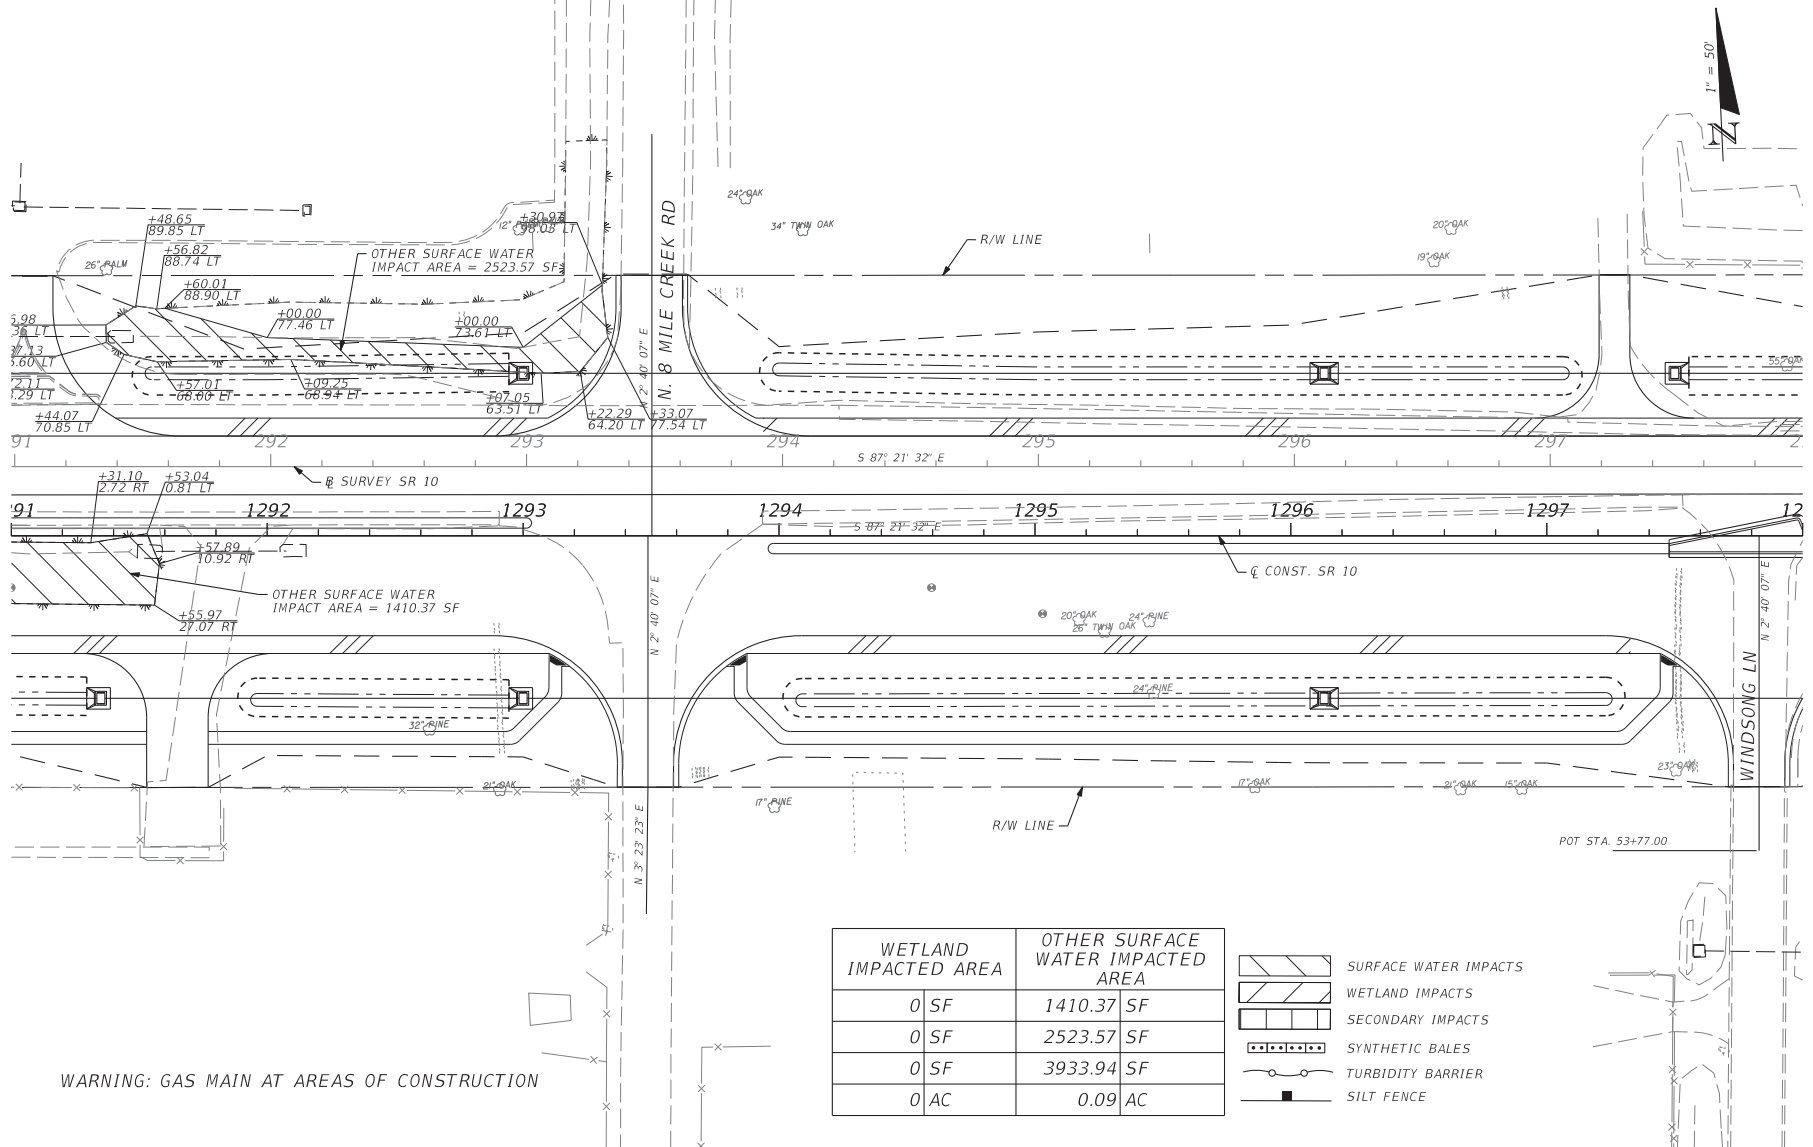 1" = 50'
N
24" OAK
34" TWIN OAK
20" OAK
19" OAK
R/W LINE
+48.65
89.85 LT
+56.82
88.74 LT
26" PALM
12"
+30.97
98.03 LT
OTHER SURFACE WATER
IMPACT AREA = 2523.57 SF
+60.01
88.90 LT
+00.00
77.46 LT
+00.00
73.61 LT
N. 8 MILE CREEK RD
N 2° 40' 07" E
+57.01
68.00 LT
+09.25
68.94 LT
+07.05
63.51 LT
+44.07
70.85 LT
+22.29
64.20 LT
+33.07
77.54 LT
55" OAK
291
292
293
294
295
296
297
S 87° 21' 32" E
℄ SURVEY SR 10
+31.10
2.72 RT
+53.04
0.81 LT
1292
1293
1294
1295
1296
1297
S 87° 21' 32" E
+57.89
10.92 RT
OTHER SURFACE WATER
IMPACT AREA = 1410.37 SF
+55.97
27.07 RT
℄ CONST. SR 10
N 2° 40' 07" E
N 2° 40' 07" E
20" OAK
24" PINE
26" TWIN OAK
24" PINE
32" PINE
WINDSONG LN
21" OAK
17" PINE
17" OAK
21" OAK
15" OAK
23" OAK
R/W LINE
N 3° 23' 23" E
POT STA. 53+77.00
WETLAND
IMPACTED AREA
OTHER SURFACE
WATER IMPACTED
AREA
0 SF 1410.37 SF
0 SF 2523.57 SF
0 SF 3933.94 SF
0 AC 0.09 AC
SURFACE WATER IMPACTS
WETLAND IMPACTS
SECONDARY IMPACTS
SYNTHETIC BALES
TURBIDITY BARRIER
SILT FENCE
WARNING: GAS MAIN AT AREAS OF CONSTRUCTION